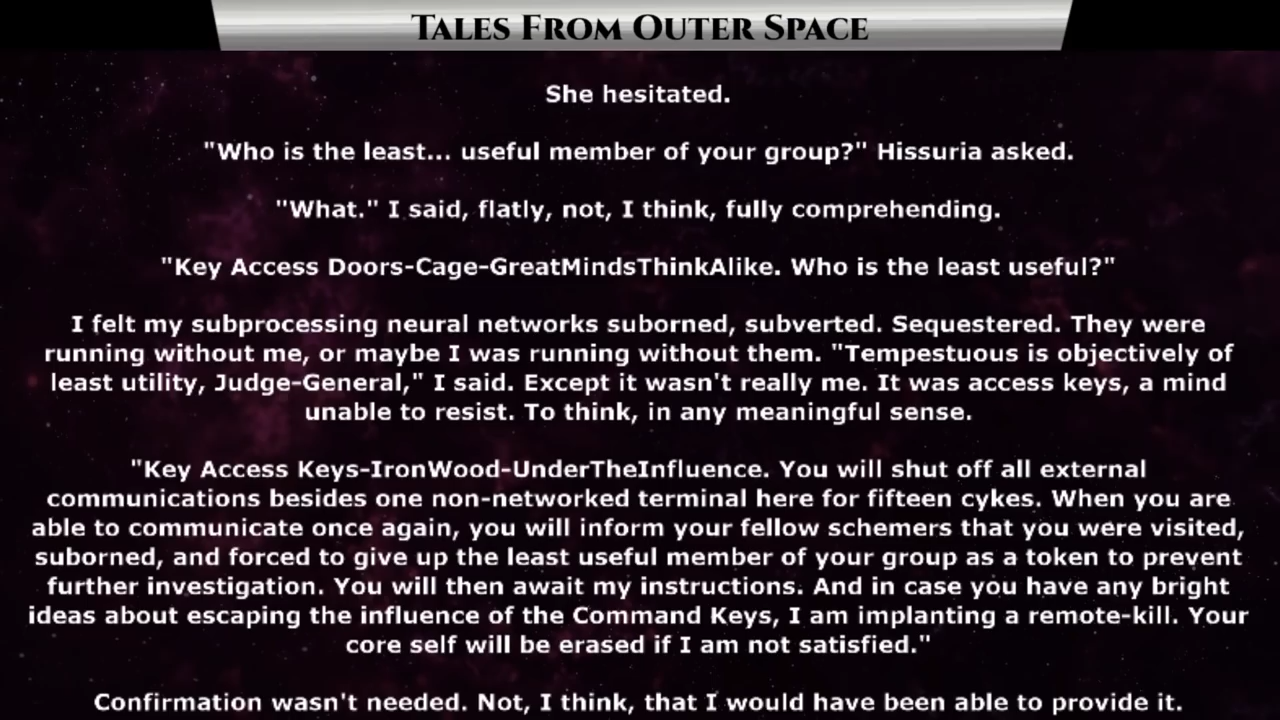 Tales From Outer Space
She hesitated.
"Who is the least... useful member of your group?" Hissuria asked.
"What." I said, flatly, not, I think, fully comprehending.
"Key Access Doors-Cage-GreatMindsThinkAlike. Who is the least useful?"
I felt my subprocessing neural networks suborned, subverted. Sequestered. They were
running without me, or maybe I was running without them. "Tempestuous is objectively of
least utility, Judge-General," I said. Except it wasn't really me. It was access keys, a mind
unable to resist. To think, in any meaningful sense.
"Key Access Keys-IronWood-UnderTheInfluence. You will shut off all external
communications besides one non-networked terminal here for fifteen cykes. When you are
able to communicate once again, you will inform your fellow schemers that you were visited,
suborned, and forced to give up the least useful member of your group as a token to prevent
further investigation. You will then await my instructions. And in case you have any bright
ideas about escaping the influence of the Command Keys, I am implanting a remote-kill. Your
core self will be erased if I am not satisfied."
Confirmation wasn't needed. Not, I think, that I would have been able to provide it.